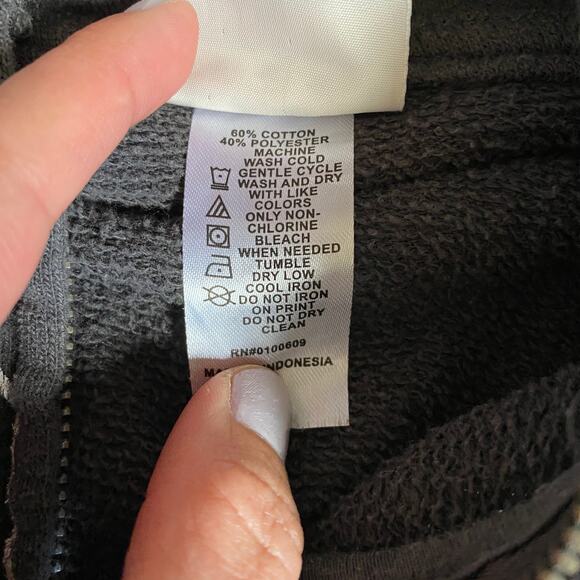 60% COTTON
40% POLYESTER
MACHINE
WASH COLD
GENTLE CYCLE
WASH AND DRY
WITH LIKE
COLORS
ONLY NON-
CHLORINE
BLEACH
WHEN NEEDED
TUMBLE
DRY LOW
COOL IRON
DO NOT IRON
ON PRINT
DO NOT DRY
CLEAN
RN#0100609
INDONESIA